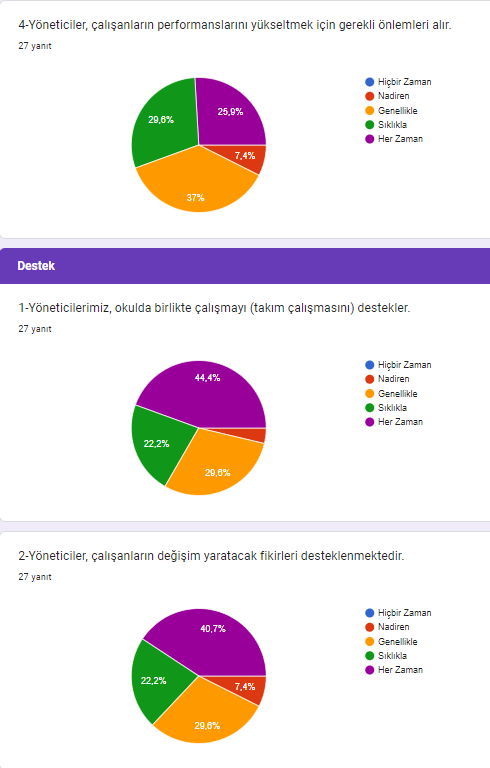 4-Yöneticiler, çalışanların performanslarını yükseltmek için gerekli önlemleri alır.
27 yanıt
Hiçbir Zaman
Nadiren
Genellikle
Sıklıkla
Her Zaman
25,9%
29,6%
7,4%
37%
Destek
1-Yöneticilerimiz, okulda birlikte çalışmayı (takım çalışmasını) destekler.
27 yanıt
Hiçbir Zaman
Nadiren
Genellikle
Sıklıkla
Her Zaman
44,4%
22,2%
29,6%
2-Yöneticiler, çalışanların değişim yaratacak fikirleri desteklenmektedir.
27 yanıt
Hiçbir Zaman
Nadiren
Genellikle
Sıklıkla
Her Zaman
40,7%
22,2%
7,4%
29,6%